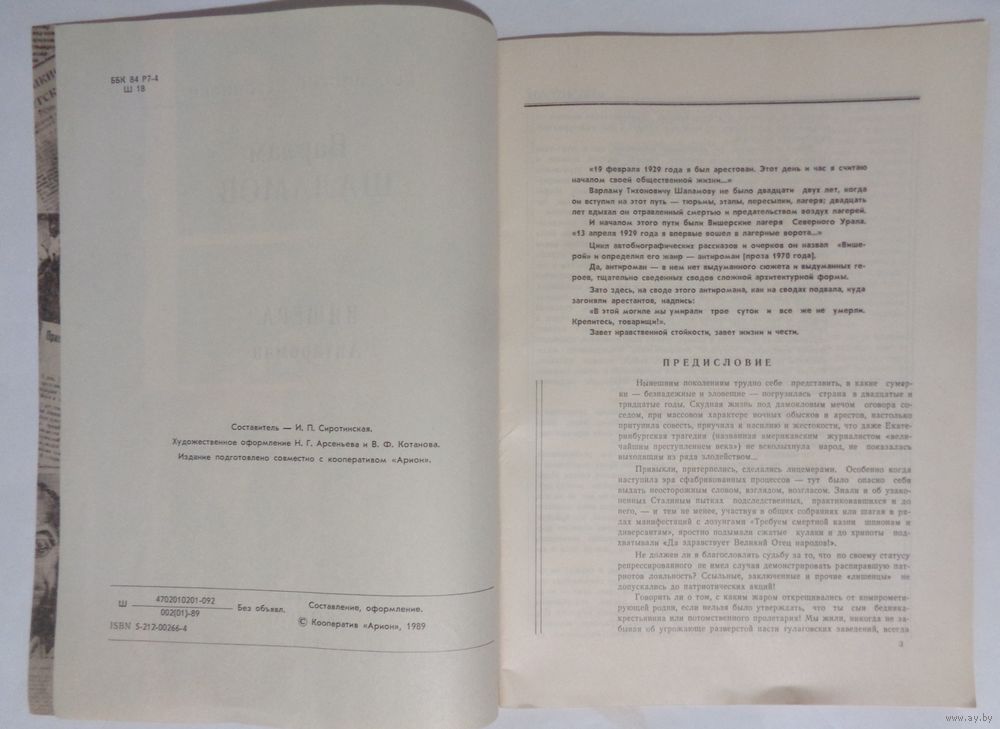 ББК 84 Р7-4
Ш 18
Составитель — И. П. Сиротинская.
Художественное оформление Н. Г. Арсеньева и В. Ф. Котанова.
Издание подготовлено совместно с кооперативом «Арион».
Ш 4702010201-092 Без объявл.
002(01)-89
ISBN 5-212-00266-4
Составление, оформление.
© Кооператив «Арион», 1989
«19 февраля 1929 года я был арестован. Этот день и час я считаю
началом своей общественной жизни...»
Варламу Тихоновичу Шаламову не было двадцати двух лет, когда
он вступил на этот путь — тюрьмы, этапы, пересылки, лагеря; двадцать
лет вдыхал он отравленный смертью и предательством воздух лагерей.
И началом этого пути были Вишерские лагеря Северного Урала.
«13 апреля 1929 года я впервые вошел в лагерные ворота...»
Цикл автобиографических рассказов и очерков он назвал «Више-
рой» и определил его жанр — антироман [проза 1970 года].
Да, антироман — в нем нет выдуманного сюжета и выдуманных ге-
роев, тщательно сведенных сводов сложной архитектурной формы.
Зато здесь, на своде этого антиромана, как на сводах подвала, куда
загоняли арестантов, надпись:
«В этой могиле мы умирали трое суток и все же не умерли.
Крепитесь, товарищи!».
Завет нравственной стойкости, завет жизни и чести.
ПРЕДИСЛОВИЕ
Нынешним поколениям трудно себе представить, в какие сумер-
ки — безнадежные и зловещие — погрузилась страна в двадцатые и
тридцатые годы. Скудная жизнь под дамокловым мечом оговора со-
седом, при массовом характере ночных обысков и арестов, настолько
притупила совесть, приучила к насилию и жестокости, что даже Екате-
ринбургская трагедия (названная американским журналистом «вели-
чайшим преступлением века») не всколыхнула народ, не показалась
выходящим из ряда злодейством...
Привыкли, притерпелись, сделались лицемерами. Особенно когда
наступила эра сфабрикованных процессов — тут было опасно себя
выдать неосторожным словом, взглядом, возгласом. Знали и об узако-
ненных Сталиным пытках подследственных, практиковавшихся и до
него, — и тем не менее, участвуя в общих собраниях или шагая в ря-
дах манифестаций с лозунгами «Требуем смертной казни шпионам и
диверсантам», яростно подымали сжатые кулаки и до хрипоты под-
хватывали «Да здравствует Великий Отец народов!».
Не должен ли я благословлять судьбу за то, что по своему статусу
репрессированного не имел случая демонстрировать распиравшую пат-
риотов лояльность? Ссыльные, заключенные и прочие «лишенцы» не
допускались до патриотических акций!
Говорить ли о том, с каким жаром открещивались от компромети-
рующей родни, если нельзя было утверждать, что ты сын бедняка-
крестьянина или потомственного пролетария! Мы жили, никогда не за-
бывая об угрожающе разверстой пасти гулаговских заведений, всегда
3
www.ay.by